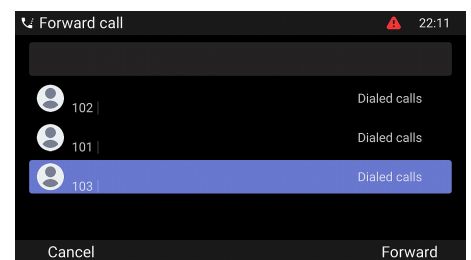 Forward call 22:11
102 | Dialed calls
101 | Dialed calls
103 | Dialed calls
Cancel Forward